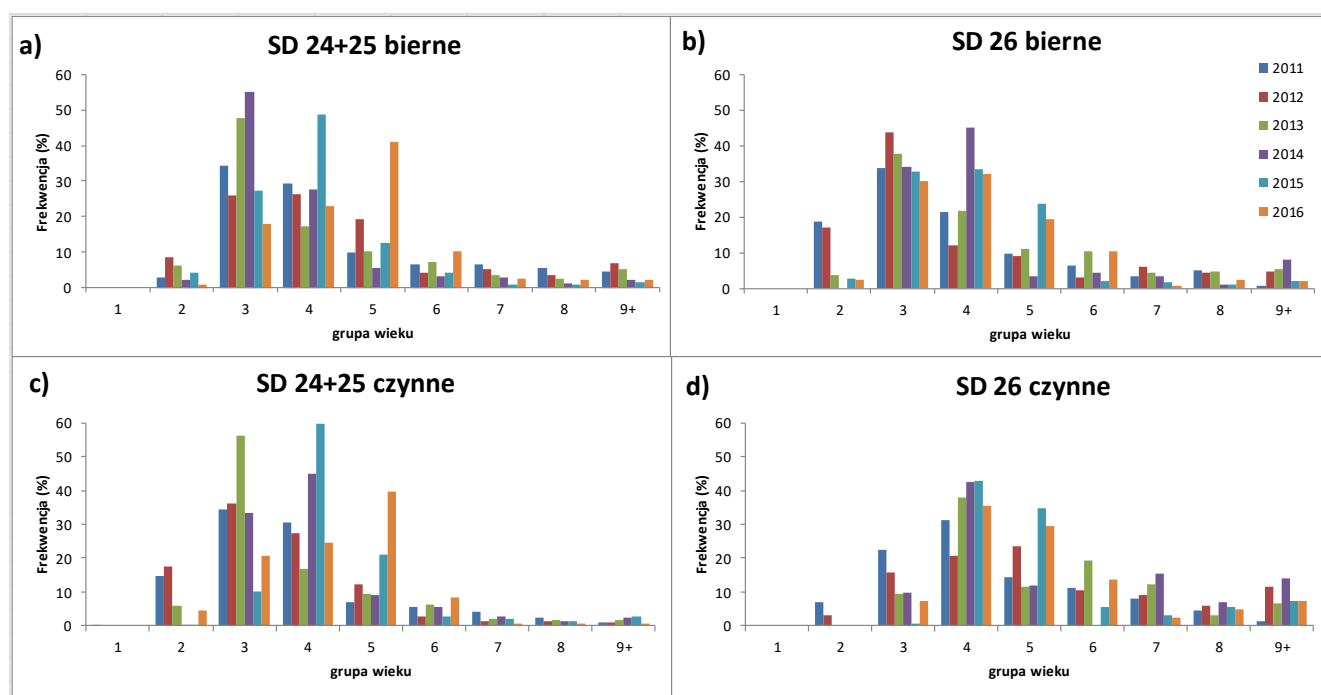 a)
SD 24+25 bierne
Frekwencja (%)
60
50
40
30
20
10
0
1 2 3 4 5 6 7 8 9+
grupa wieku
b)
SD 26 bierne
Frekwencja (%)
60
50
40
30
20
10
0
1 2 3 4 5 6 7 8 9+
grupa wieku
2011
2012
2013
2014
2015
2016
c)
SD 24+25 czynne
Frekwencja (%)
60
50
40
30
20
10
0
1 2 3 4 5 6 7 8 9+
grupa wieku
d)
SD 26 czynne
Frekwencja (%)
60
50
40
30
20
10
0
1 2 3 4 5 6 7 8 9+
grupa wieku